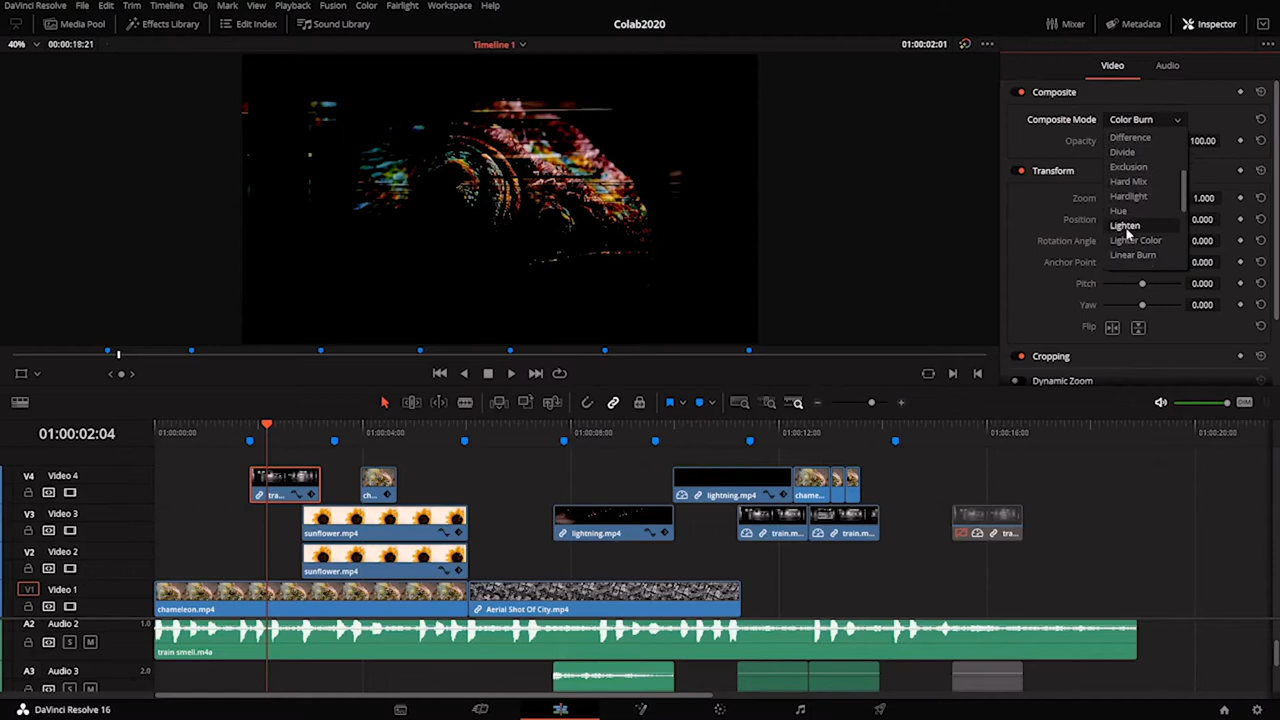 DaVinci Resolve File Edit Trim Timeline Clip Mark View Playback Fusion Color Fairlight Workspace Help
Media Pool Effects Library Edit Index Sound Library Colab2020 Mixer Metadata Inspector
40% 00:00:18:21 Timeline 1 01:00:02:01
Video Audio
Composite
Composite Mode Color Burn
Difference
Opacity 100.00
Divide
Exclusion
Transform
Hard Mix
Hardlight
Zoom 1.000
Hue
Position 0.000
Lighten
Rotation Angle Lighter Color 0.000
Linear Burn
Anchor Point 0.000
Pitch 0.000
Yaw 0.000
Flip
Cropping
Dynamic Zoom
DIM
01:00:02:04 01:00:00:00 01:00:04:00 01:00:08:00 01:00:12:00 01:00:16:00 01:00:20:00
V4 Video 4
tra... ch... lightning.mp4 chame...
V3 Video 3
sunflower.mp4 lightning.mp4 train.m... train.m... tra...
V2 Video 2
sunflower.mp4
V1 Video 1
chameleon.mp4 Aerial Shot Of City.mp4
A2 Audio 2 1.0
S M
train smell.m4a
A3 Audio 3 2.0
S M
DaVinci Resolve 16